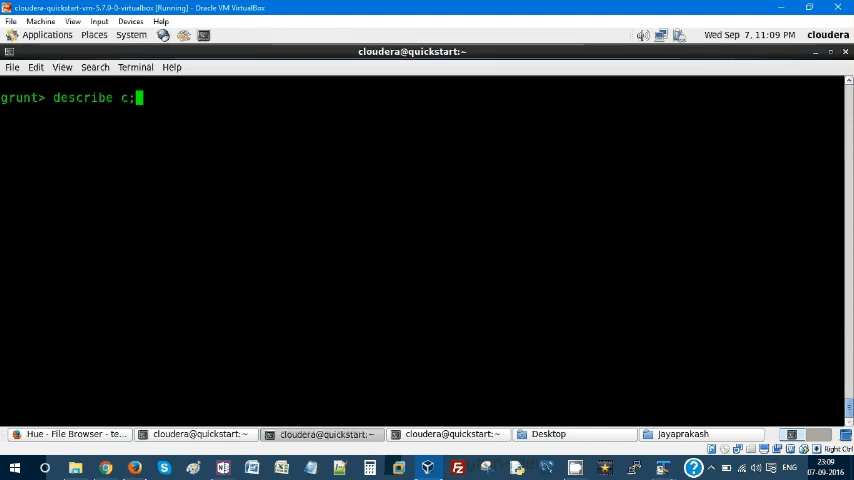 cloudera-quickstart-vm-5.7.0-0-virtualbox [Running] - Oracle VM VirtualBox
File Machine View Input Devices Help
Applications Places System Wed Sep 7, 11:09 PM cloudera
cloudera@quickstart:~
File Edit View Search Terminal Help
grunt> describe c;
Hue - File Browser - te... cloudera@quickstart:~ cloudera@quickstart:~ cloudera@quickstart:~ Desktop Jayaprakash
Right Ctrl
ENG 23:09
07-09-2016